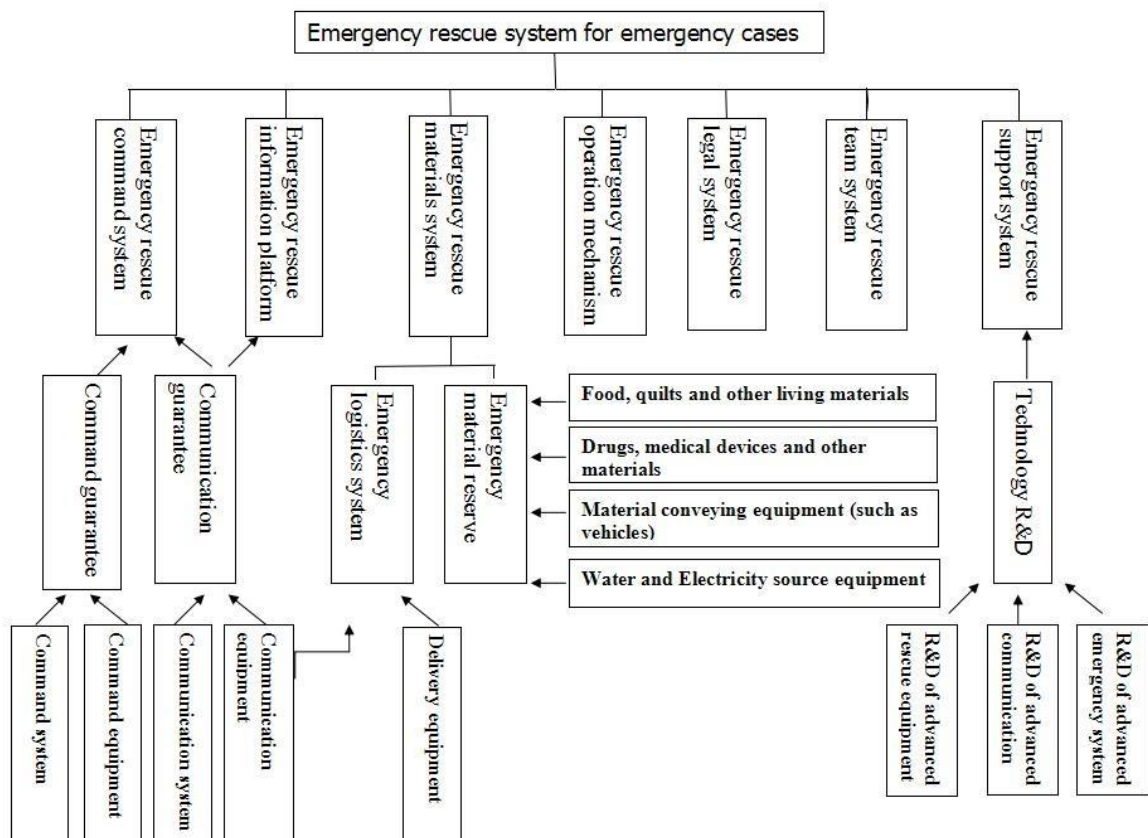 Emergency rescue system for emergency cases
Emergency rescue
command system
Emergency rescue
information platform
Emergency rescue
materials system
Emergency rescue
operation mechanism
Emergency rescue
legal system
Emergency rescue
team system
Emergency rescue
support system
Command guarantee
Communication
guarantee
Emergency
logistics system
Emergency
material reserve
Food, quilts and other living materials
Drugs, medical devices and other
materials
Material conveying equipment (such as
vehicles)
Water and Electricity source equipment
Technology R&D
Command system
Command equipment
Communication system
Communication
equipment
Delivery equipment
R&D of advanced
rescue equipment
R&D of advanced
communication
R&D of advanced
emergency system